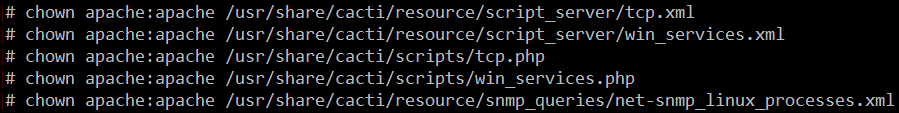 # chown apache:apache /usr/share/cacti/resource/script_server/tcp.xml
# chown apache:apache /usr/share/cacti/resource/script_server/win_services.xml
# chown apache:apache /usr/share/cacti/scripts/tcp.php
# chown apache:apache /usr/share/cacti/scripts/win_services.php
# chown apache:apache /usr/share/cacti/resource/snmp_queries/net-snmp_linux_processes.xml